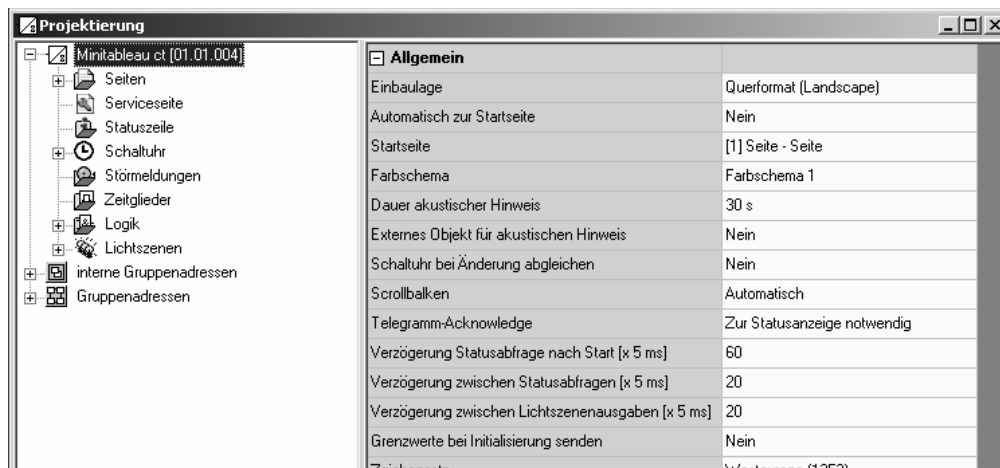 Projektierung
Minitableau ct [01.01.004]
Seiten
Serviceseite
Statuszeile
Schaltuhr
Störmeldungen
Zeitglieder
Logik
Lichtszenen
interne Gruppenadressen
Gruppenadressen
Allgemein
Einbaulage Querformat (Landscape)
Automatisch zur Startseite Nein
Startseite [1] Seite - Seite
Farbschema Farbschema 1
Dauer akustischer Hinweis 30 s
Externes Objekt für akustischen Hinweis Nein
Schaltuhr bei Änderung abgleichen Nein
Scrollbalken Automatisch
Telegramm-Acknowledge Zur Statusanzeige notwendig
Verzögerung Statusabfrage nach Start [x 5 ms] 60
Verzögerung zwischen Statusabfragen [x 5 ms] 20
Verzögerung zwischen Lichtszenenausgaben [x 5 ms] 20
Grenzwerte bei Initialisierung senden Nein